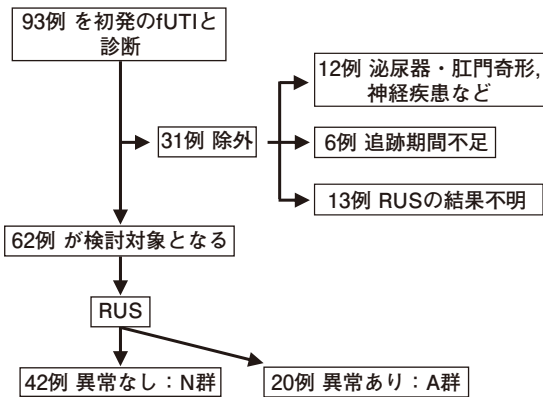 93例 を初発のfUTIと
診断
12例 泌尿器・肛門奇形,
神経疾患など
31例 除外
6例 追跡期間不足
13例 RUSの結果不明
62例 が検討対象となる
RUS
42例 異常なし：N群
20例 異常あり：A群